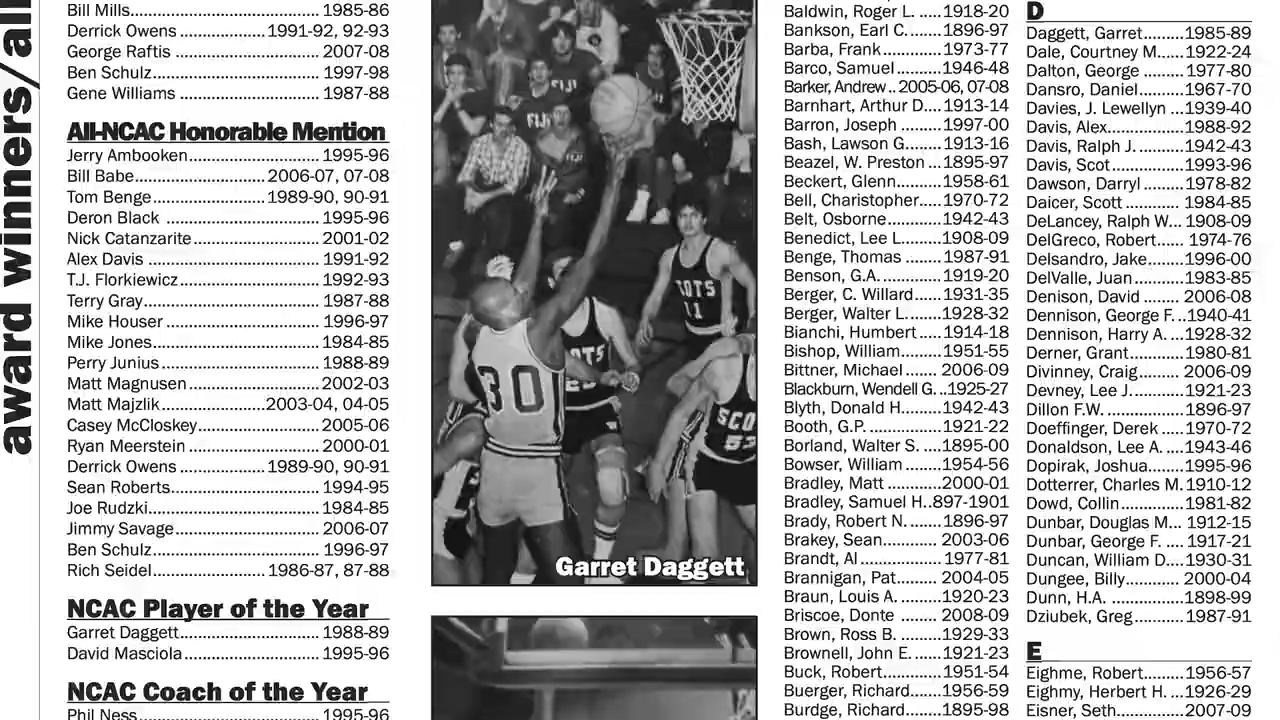 award winners/all
Bill Mills..............................1985-86
Derrick Owens...................1991-92, 92-93
George Raftis.........................2007-08
Ben Schulz............................1997-98
Gene Williams........................1987-88
All-NCAC Honorable Mention
Jerry Ambooken......................1995-96
Bill Babe.....................2006-07, 07-08
Tom Benge.....................1989-90, 90-91
Deron Black ..........................1995-96
Nick Catanzarite.....................2001-02
Alex Davis ............................1991-92
T.J. Florkiewicz......................1992-93
Terry Gray............................1987-88
Mike Houser ..........................1996-97
Mike Jones............................1984-85
Perry Junius..........................1988-89
Matt Magnusen........................2002-03
Matt Majzlik..................2003-04, 04-05
Casey McCloskey......................2005-06
Ryan Meerstein .......................2000-01
Derrick Owens ................1989-90, 90-91
Sean Roberts..........................1994-95
Joe Rudzki............................1984-85
Jimmy Savage..........................2006-07
Ben Schulz............................1996-97
Rich Seidel...................1986-87, 87-88
NCAC Player of the Year
Garret Daggett........................1988-89
David Masciola........................1995-96
NCAC Coach of the Year
Phil Ness.............................1995-96
FIJI
FIJI
OTS
11
30
OTS
SCO
53
Garret Daggett
Baldwin, Roger L. .....1918-20
Bankson, Earl C........1896-97
Barba, Frank...........1973-77
Barco, Samuel..........1946-48
Barker, Andrew .. 2005-06, 07-08
Barnhart, Arthur D....1913-14
Barron, Joseph ........1997-00
Bash, Lawson G........1913-16
Beazel, W. Preston ...1895-97
Beckert, Glenn.........1958-61
Bell, Charistopher.....1970-72
Belt, Osborne..........1942-43
Benedict, Lee L........1908-09
Benge, Thomas ........1987-91
Benson, G.A. ..........1919-20
Berger, C. Willard......1931-35
Berger, Walter L........1928-32
Bianchi, Humbert .....1914-18
Bishop, William........1951-55
Bittner, Michael .......2006-09
Blackburn, Wendell G. ..1925-27
Blyth, Donald H........1942-43
Booth, G.P. ............1921-22
Borland, Walter S. ....1895-00
Bowser, William .......1954-56
Bradley, Matt .........2000-01
Bradley, Samuel H..897-1901
Brady, Robert N. ......1896-97
Brakey, Sean...........2003-06
Brandt, Al .............1977-81
Brannigan, Pat........2004-05
Braun, Louis A. .......1920-23
Briscoe, Donte .......2008-09
Brown, Ross B. .......1929-33
Brownell, John E. .....1921-23
Buck, Robert...........1951-54
Buerger, Richard......1956-59
Burdge, Richard.......1895-98
D
Daggett, Garret........1985-89
Dale, Courtney M.....1922-24
Dalton, George .......1977-80
Dansro, Daniel.........1967-70
Davies, J. Lewellyn ...1939-40
Davis, Alex.............1988-92
Davis, Ralph J. .......1942-43
Davis, Scot.............1993-96
Dawson, Darryl .......1978-82
Daicer, Scott ..........1984-85
DeLancey, Ralph W... 1908-09
DelGreco, Robert..... 1974-76
Delsandro, Jake.......1996-00
DelValle, Juan .........1983-85
Denison, David ....... 2006-08
Dennison, George F. ..1940-41
Dennison, Harry A. ...1928-32
Derner, Grant..........1980-81
Divinney, Craig........2006-09
Devney, Lee J..........1921-23
Dillon F.W. ............1896-97
Doeffinger, Derek ....1970-72
Donaldson, Lee A. ....1943-46
Dopirak, Joshua.......1995-96
Dotterrer, Charles M.1910-12
Dowd, Collin...........1981-82
Dunbar, Douglas M... 1912-15
Dunbar, George F. ....1917-21
Duncan, William D....1930-31
Dungee, Billy..........2000-04
Dunn, H.A. ............1898-99
Dziubek, Greg .........1987-91
E
Eighme, Robert........1956-57
Eighmy, Herbert H. ...1926-29
Eisner, Seth............2007-09